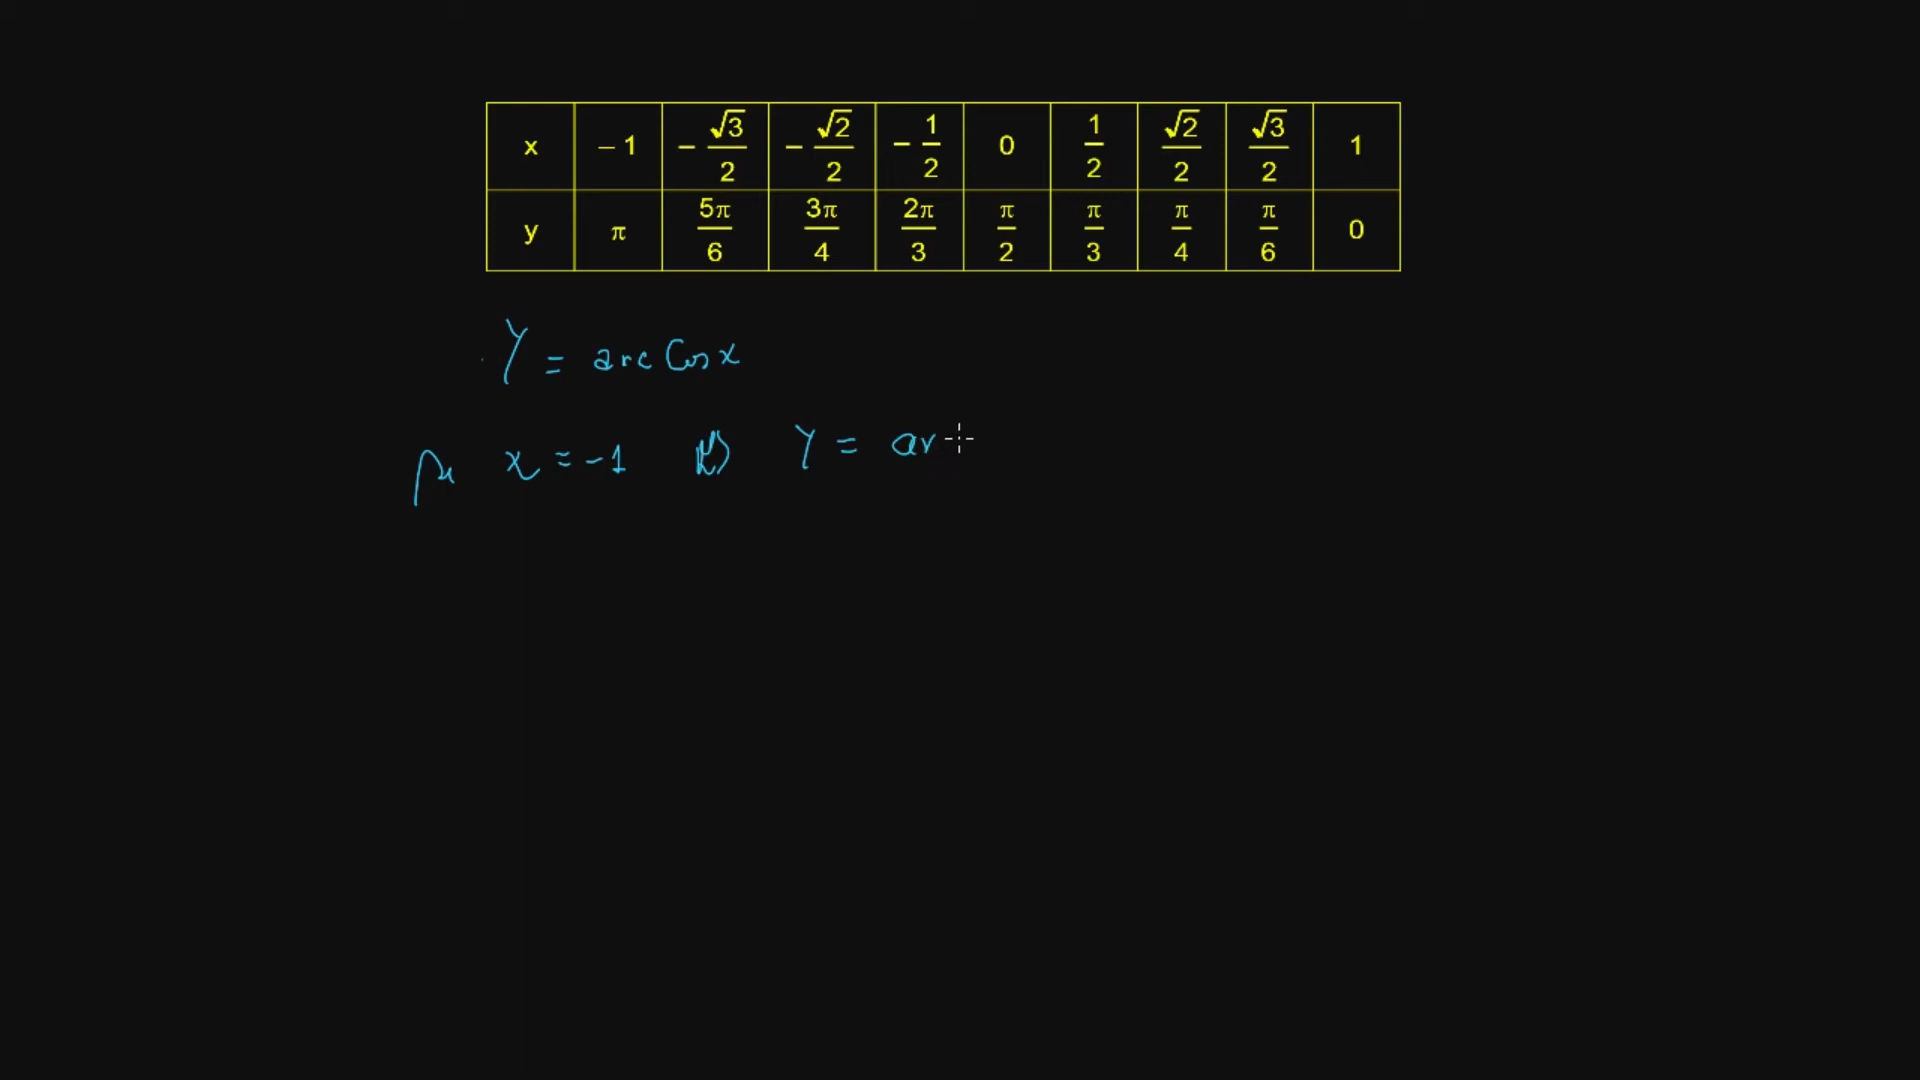 x −1 −√3/2 −√2/2 −1/2 0 1/2 √2/2 √3/2 1
y π 5π/6 3π/4 2π/3 π/2 π/3 π/4 π/6 0
Y = arc Cos x
x = -1 Y = ar